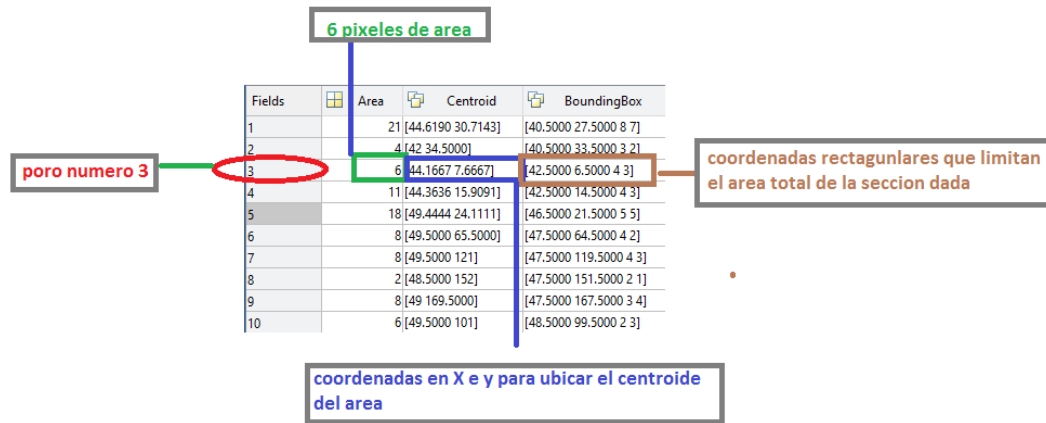 6 pixeles de area
Fields Area Centroid BoundingBox
1 21 [44.6190 30.7143] [40.5000 27.5000 8 7]
2 4 [42 34.5000] [40.5000 33.5000 3 2]
3 6 [44.1667 7.6667] [42.5000 6.5000 4 3]
4 11 [44.3636 15.9091] [42.5000 14.5000 4 3]
5 18 [49.4444 24.1111] [46.5000 21.5000 5 5]
6 8 [49.5000 65.5000] [47.5000 64.5000 4 2]
7 8 [49.5000 121] [47.5000 119.5000 4 3]
8 2 [48.5000 152] [47.5000 151.5000 2 1]
9 8 [49 169.5000] [47.5000 167.5000 3 4]
10 6 [49.5000 101] [48.5000 99.5000 2 3]
poro numero 3
coordenadas rectagunlares que limitan
el area total de la seccion dada
coordenadas en X e y para ubicar el centroide
del area